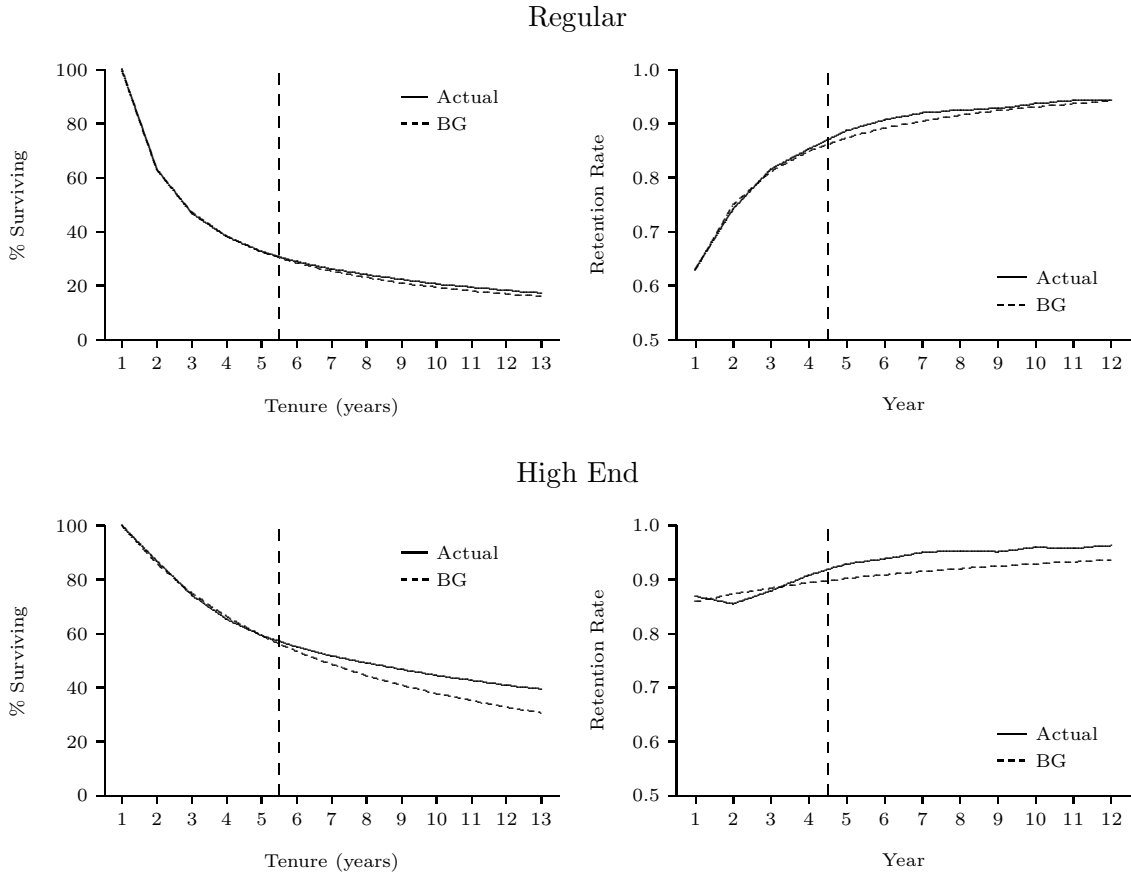 Regular
% Surviving
100
80
60
40
20
0
Actual
BG
1 2 3 4 5 6 7 8 9 10 11 12 13
Tenure (years)
Retention Rate
1.0
0.9
0.8
0.7
0.6
0.5
Actual
BG
1 2 3 4 5 6 7 8 9 10 11 12
Year
High End
% Surviving
100
80
60
40
20
0
Actual
BG
1 2 3 4 5 6 7 8 9 10 11 12 13
Tenure (years)
Retention Rate
1.0
0.9
0.8
0.7
0.6
0.5
Actual
BG
1 2 3 4 5 6 7 8 9 10 11 12
Year